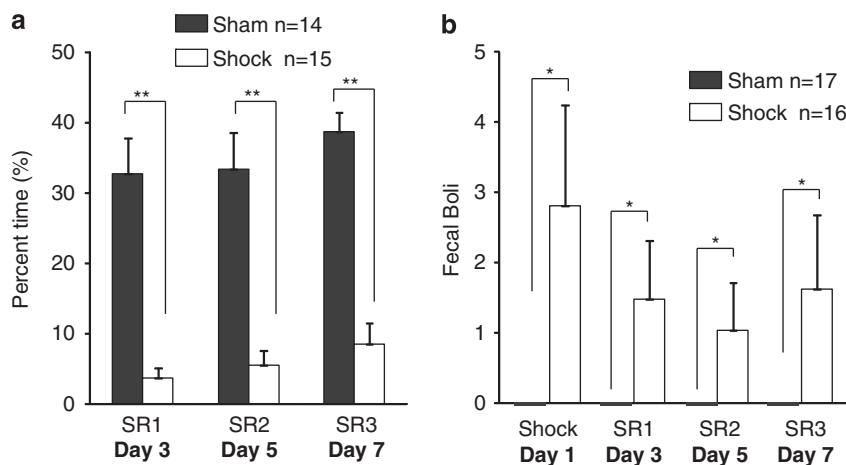 a
Sham n=14
Shock n=15
Percent time (%)
50
40
30
20
10
0
** ** **
SR1 SR2 SR3
Day 3 Day 5 Day 7
b
Sham n=17
Shock n=16
Fecal Boli
5
4
3
2
1
0
* * * *
Shock SR1 SR2 SR3
Day 1 Day 3 Day 5 Day 7